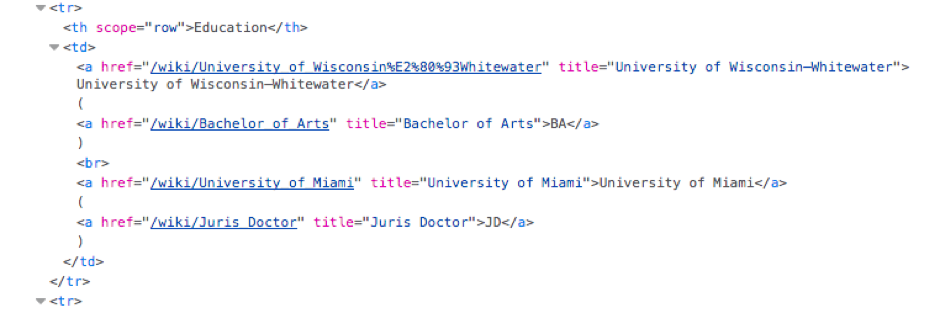 <tr>
<th scope="row">Education</th>
<td>
<a href="/wiki/University_of_Wisconsin%E2%80%93Whitewater" title="University of Wisconsin–Whitewater">
University of Wisconsin–Whitewater</a>
(
<a href="/wiki/Bachelor_of_Arts" title="Bachelor of Arts">BA</a>
)
<br>
<a href="/wiki/University_of_Miami" title="University of Miami">University of Miami</a>
(
<a href="/wiki/Juris_Doctor" title="Juris Doctor">JD</a>
)
</td>
</tr>
<tr>